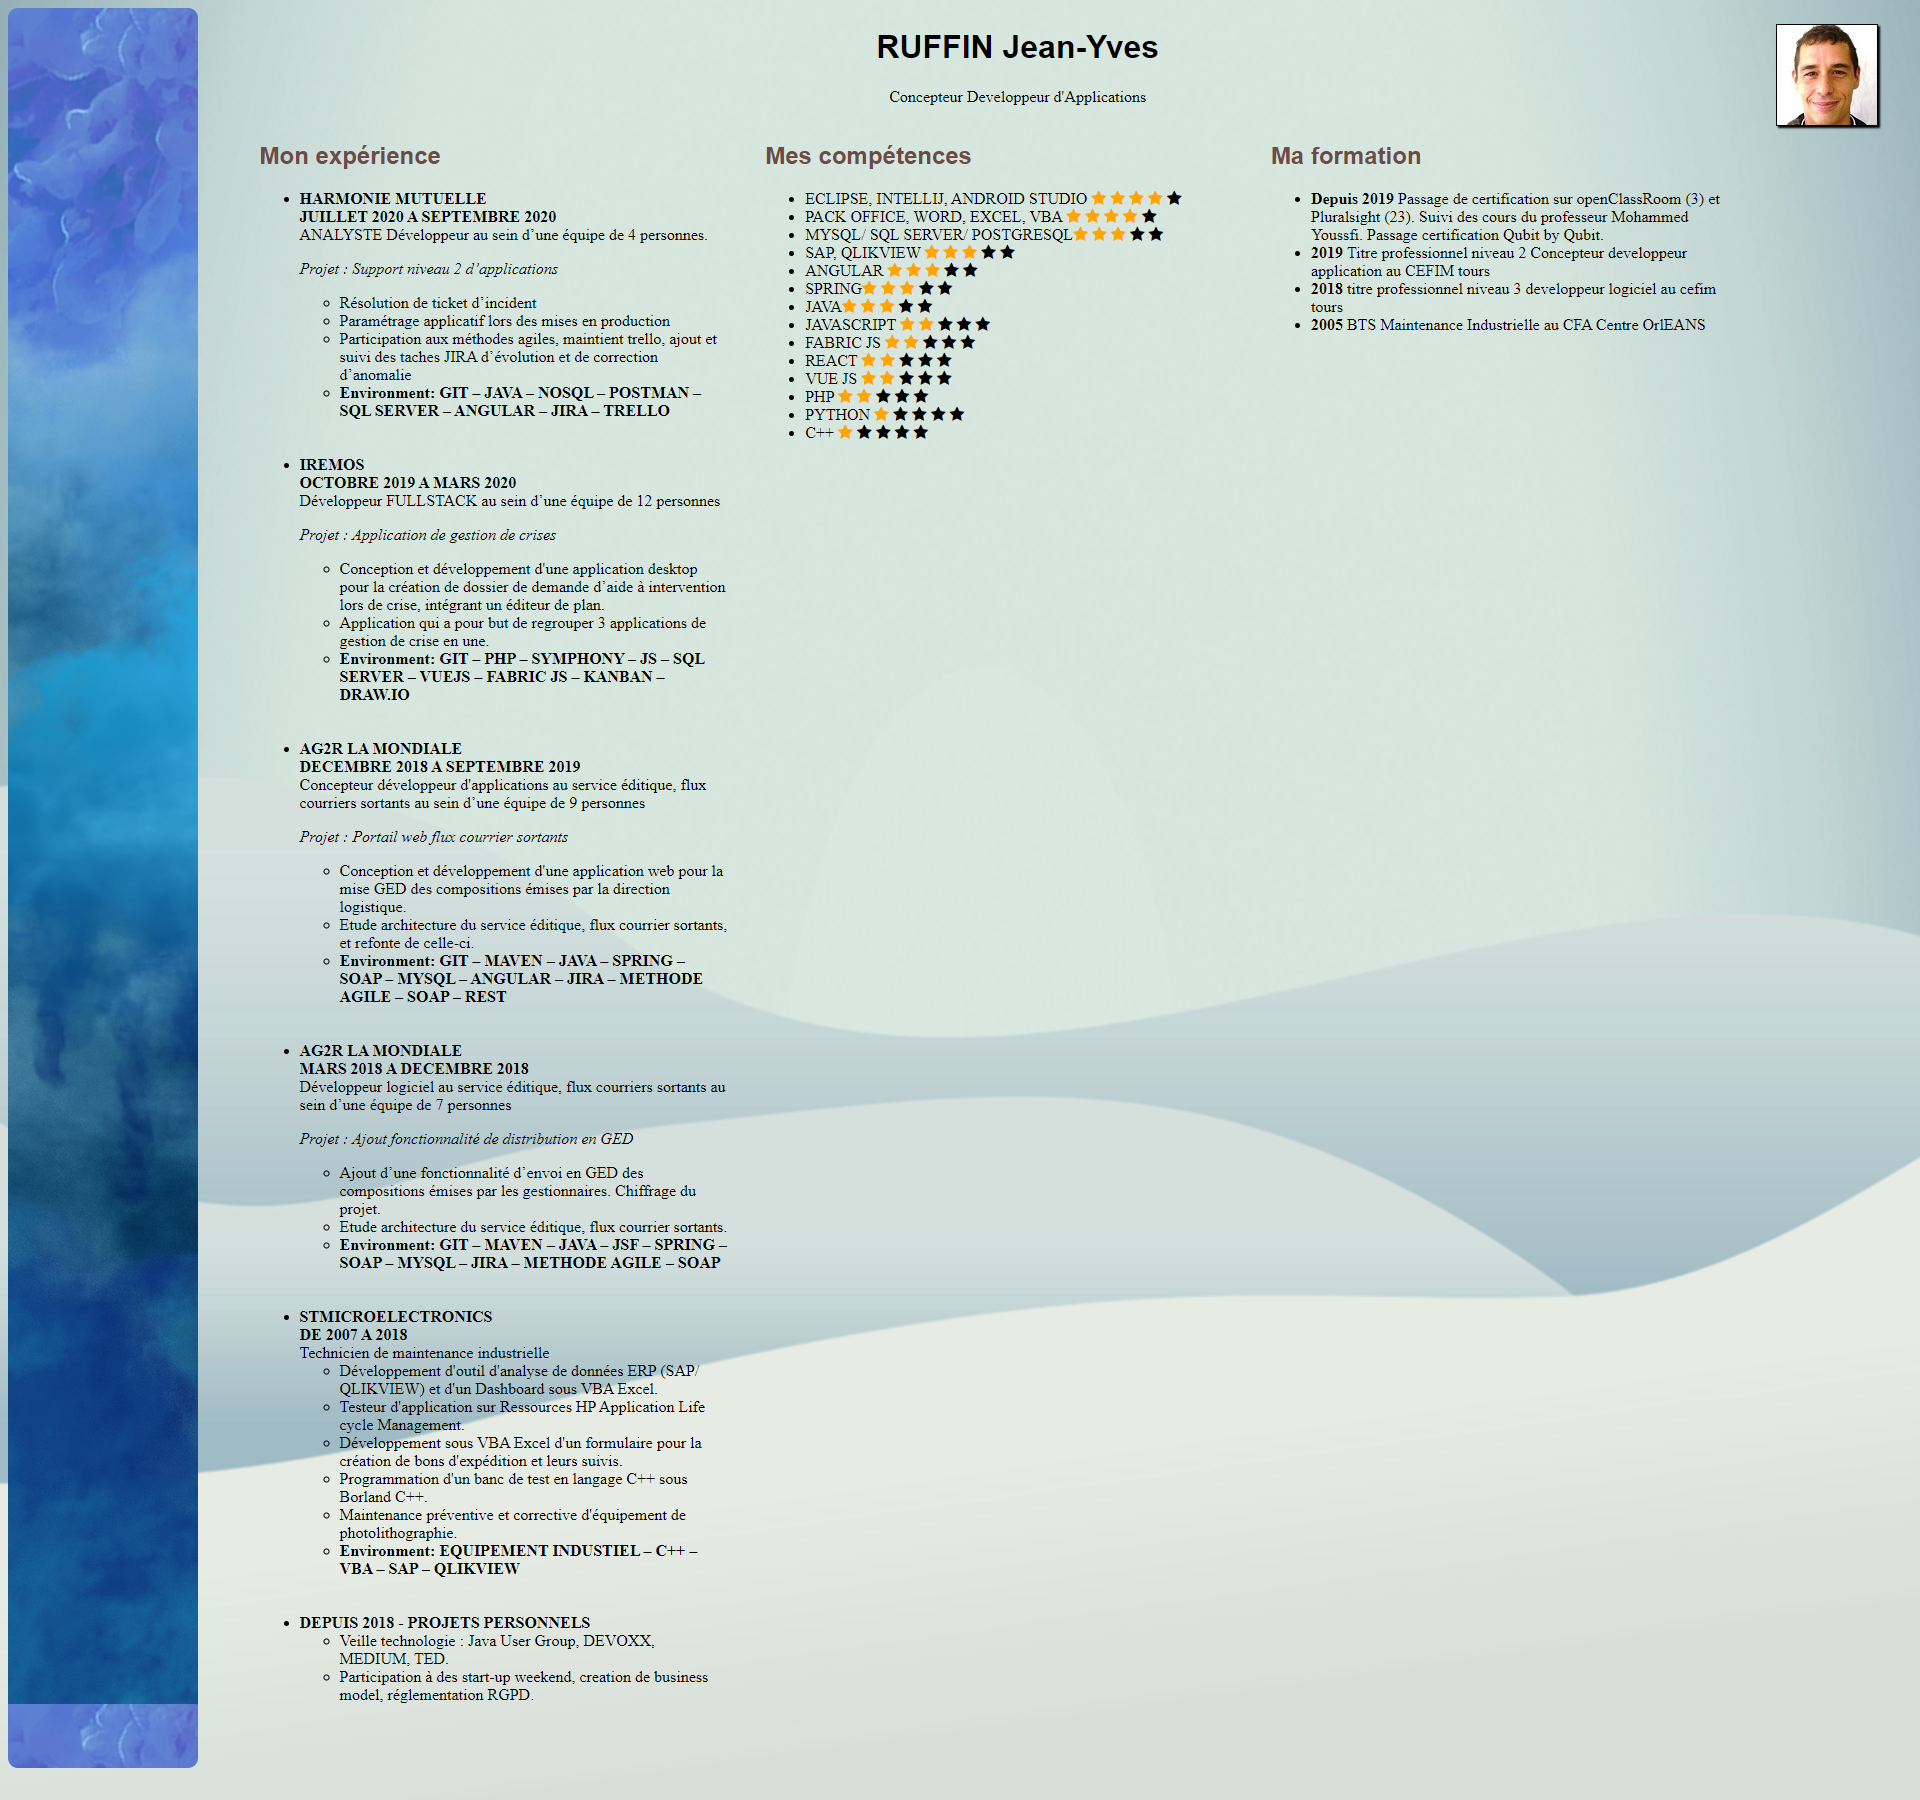 RUFFIN Jean-Yves
Concepteur Developpeur d'Applications
Mon expérience
HARMONIE MUTUELLE
JUILLET 2020 A SEPTEMBRE 2020
ANALYSTE Développeur au sein d’une équipe de 4 personnes.
Projet : Support niveau 2 d’applications
Résolution de ticket d’incident
Paramétrage applicatif lors des mises en production
Participation aux méthodes agiles, maintient trello, ajout et
suivi des taches JIRA d’évolution et de correction
d’anomalie
Environment: GIT – JAVA – NOSQL – POSTMAN –
SQL SERVER – ANGULAR – JIRA – TRELLO
IREMOS
OCTOBRE 2019 A MARS 2020
Développeur FULLSTACK au sein d’une équipe de 12 personnes
Projet : Application de gestion de crises
Conception et développement d'une application desktop
pour la création de dossier de demande d’aide à intervention
lors de crise, intégrant un éditeur de plan.
Application qui a pour but de regrouper 3 applications de
gestion de crise en une.
Environment: GIT – PHP – SYMPHONY – JS – SQL
SERVER – VUEJS – FABRIC JS – KANBAN –
DRAW.IO
AG2R LA MONDIALE
DECEMBRE 2018 A SEPTEMBRE 2019
Concepteur développeur d'applications au service éditique, flux
courriers sortants au sein d’une équipe de 9 personnes
Projet : Portail web flux courrier sortants
Conception et développement d'une application web pour la
mise GED des compositions émises par la direction
logistique.
Etude architecture du service éditique, flux courrier sortants,
et refonte de celle-ci.
Environment: GIT – MAVEN – JAVA – SPRING –
SOAP – MYSQL – ANGULAR – JIRA – METHODE
AGILE – SOAP – REST
AG2R LA MONDIALE
MARS 2018 A DECEMBRE 2018
Développeur logiciel au service éditique, flux courriers sortants au
sein d’une équipe de 7 personnes
Projet : Ajout fonctionnalité de distribution en GED
Ajout d’une fonctionnalité d’envoi en GED des
compositions émises par les gestionnaires. Chiffrage du
projet.
Etude architecture du service éditique, flux courrier sortants.
Environment: GIT – MAVEN – JAVA – JSF – SPRING –
SOAP – MYSQL – JIRA – METHODE AGILE – SOAP
STMICROELECTRONICS
DE 2007 A 2018
Technicien de maintenance industrielle
Développement d'outil d'analyse de données ERP (SAP/
QLIKVIEW) et d'un Dashboard sous VBA Excel.
Testeur d'application sur Ressources HP Application Life
cycle Management.
Développement sous VBA Excel d'un formulaire pour la
création de bons d'expédition et leurs suivis.
Programmation d'un banc de test en langage C++ sous
Borland C++.
Maintenance préventive et corrective d'équipement de
photolithographie.
Environment: EQUIPEMENT INDUSTIEL – C++ –
VBA – SAP – QLIKVIEW
DEPUIS 2018 - PROJETS PERSONNELS
Veille technologie : Java User Group, DEVOXX,
MEDIUM, TED.
Participation à des start-up weekend, creation de business
model, réglementation RGPD.
Mes compétences
ECLIPSE, INTELLIJ, ANDROID STUDIO
PACK OFFICE, WORD, EXCEL, VBA
MYSQL/ SQL SERVER/ POSTGRESQL
SAP, QLIKVIEW
ANGULAR
SPRING
JAVA
JAVASCRIPT
FABRIC JS
REACT
VUE JS
PHP
PYTHON
C++
Ma formation
Depuis 2019 Passage de certification sur openClassRoom (3) et
Pluralsight (23). Suivi des cours du professeur Mohammed
Youssfi. Passage certification Qubit by Qubit.
2019 Titre professionnel niveau 2 Concepteur developpeur
application au CEFIM tours
2018 titre professionnel niveau 3 developpeur logiciel au cefim
tours
2005 BTS Maintenance Industrielle au CFA Centre OrlEANS